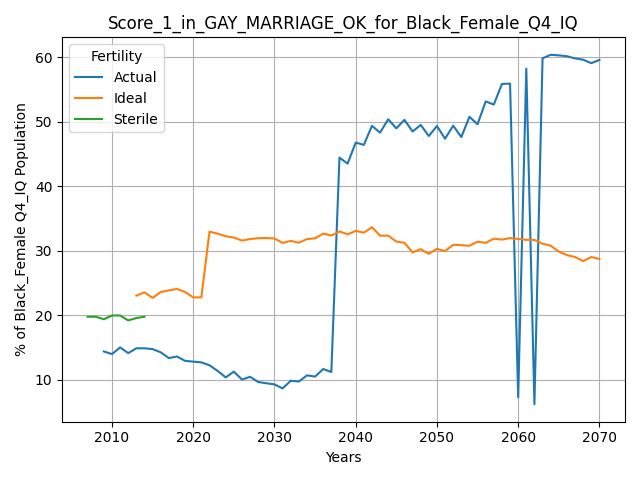 Score_1_in_GAY_MARRIAGE_OK_for_Black_Female_Q4_IQ
Fertility
Actual
Ideal
Sterile
% of Black_Female Q4_IQ Population
60
50
40
30
20
10
2010 2020 2030 2040 2050 2060 2070
Years